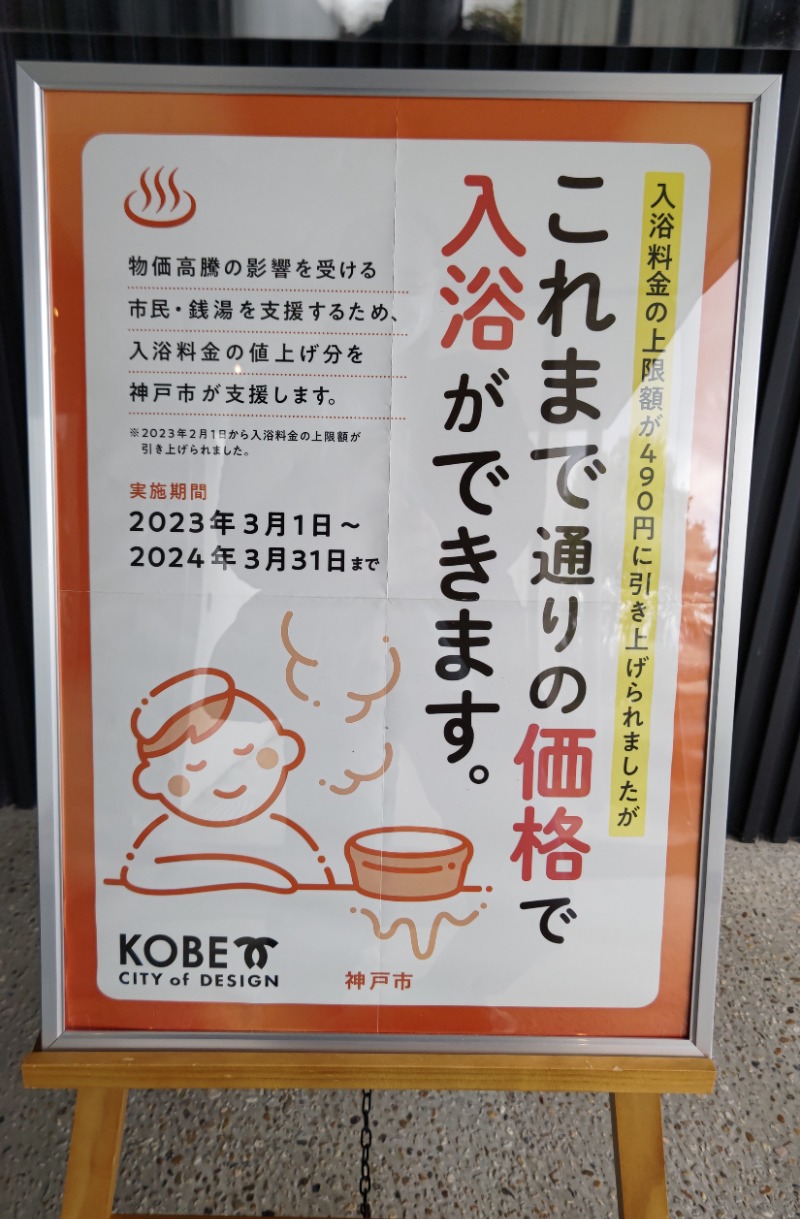 入浴料金の上限額が490円に引き上げられましたが
これまで通りの価格で
入浴ができます。
物価高騰の影響を受ける
市民・銭湯を支援するため、
入浴料金の値上げ分を
神戸市が支援します。
※2023年2月1日から入浴料金の上限額が
引き上げられました。
実施期間
2023年3月1日～
2024年3月31日まで
KOBE
CITY of DESIGN
神戸市